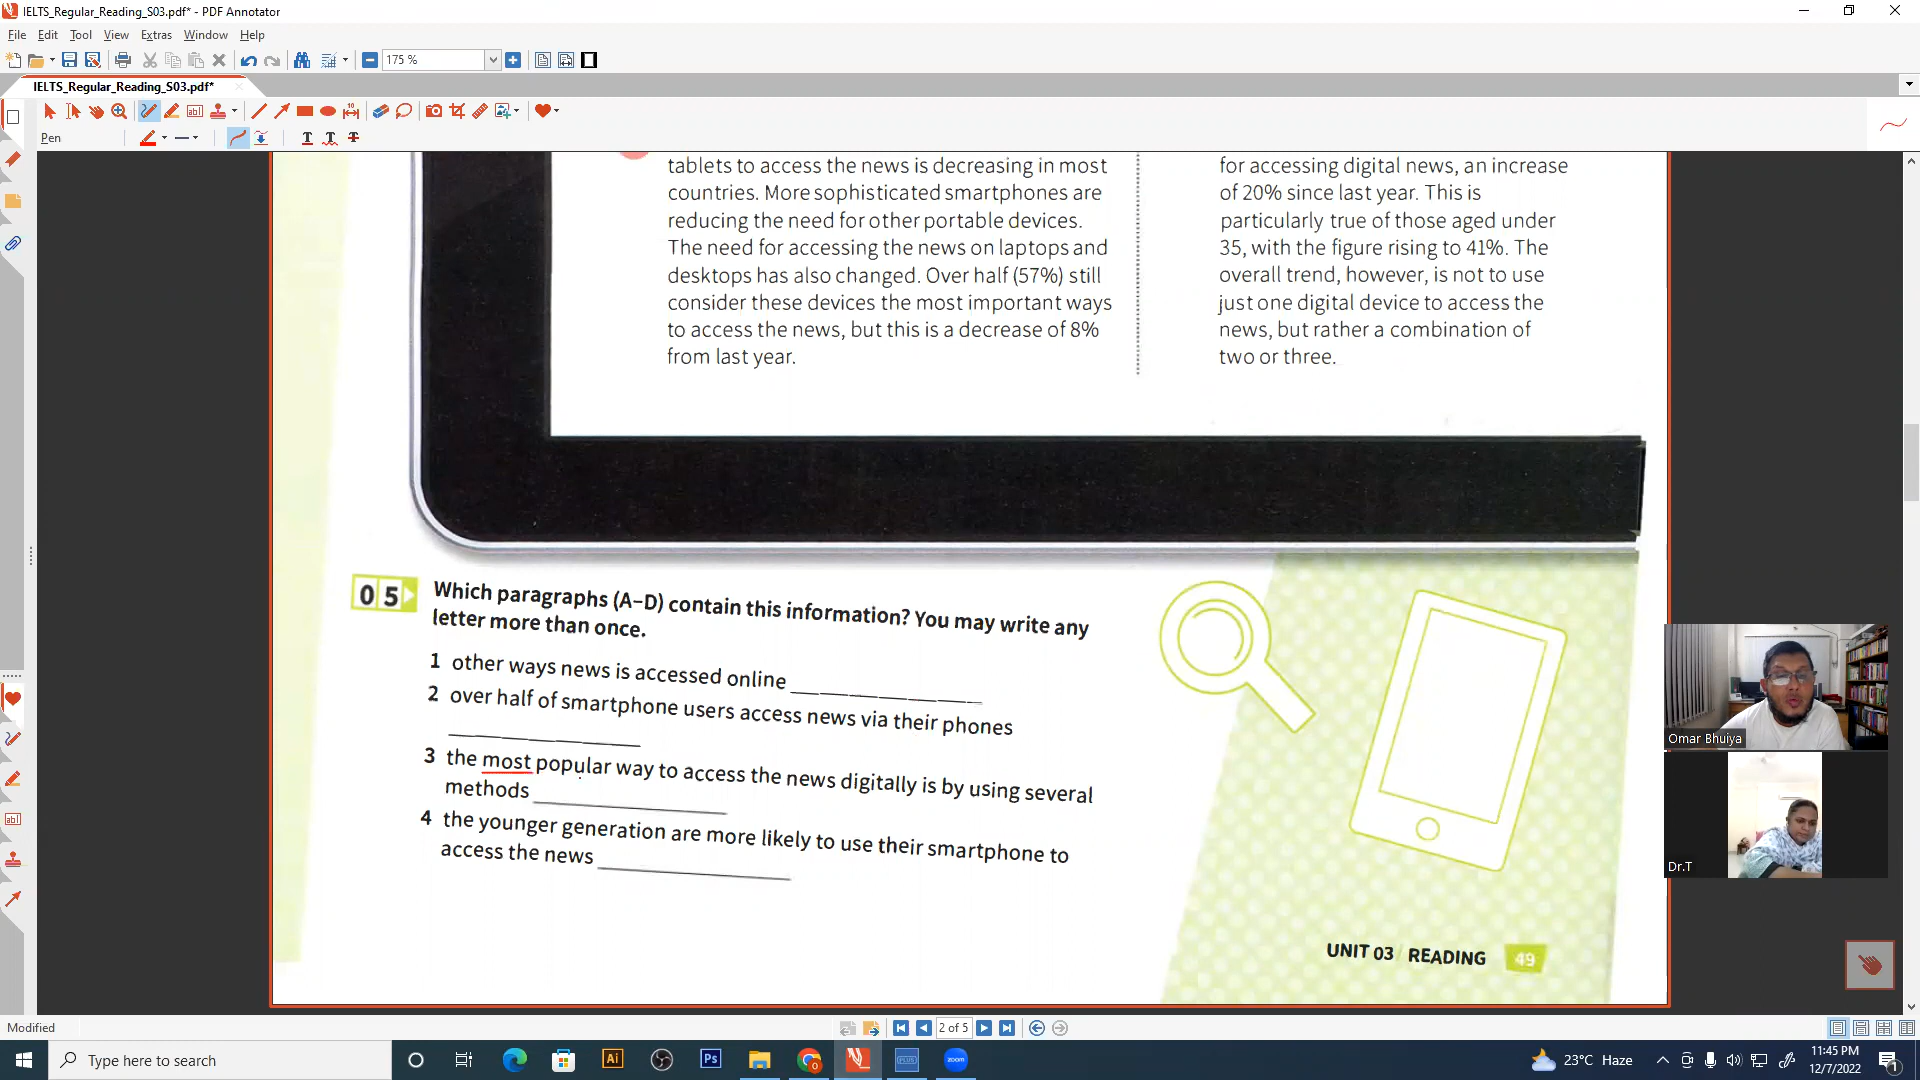 IELTS_Regular_Reading_S03.pdf* - PDF Annotator
File Edit Tool View Extras Window Help
175 %
IELTS_Regular_Reading_S03.pdf*
Pen
tablets to access the news is decreasing in most
countries. More sophisticated smartphones are
reducing the need for other portable devices.
The need for accessing the news on laptops and
desktops has also changed. Over half (57%) still
consider these devices the most important ways
to access the news, but this is a decrease of 8%
from last year.
for accessing digital news, an increase
of 20% since last year. This is
particularly true of those aged under
35, with the figure rising to 41%. The
overall trend, however, is not to use
just one digital device to access the
news, but rather a combination of
two or three.
05 Which paragraphs (A–D) contain this information? You may write any
letter more than once.
1 other ways news is accessed online
2 over half of smartphone users access news via their phones
3 the most popular way to access the news digitally is by using several
methods
4 the younger generation are more likely to use their smartphone to
access the news
UNIT 03 / READING 49
Omar Bhuiya
Dr.T
Modified
2 of 5
Type here to search
Ai
Ps
zoom
23°C Haze
11:45 PM
12/7/2022
1